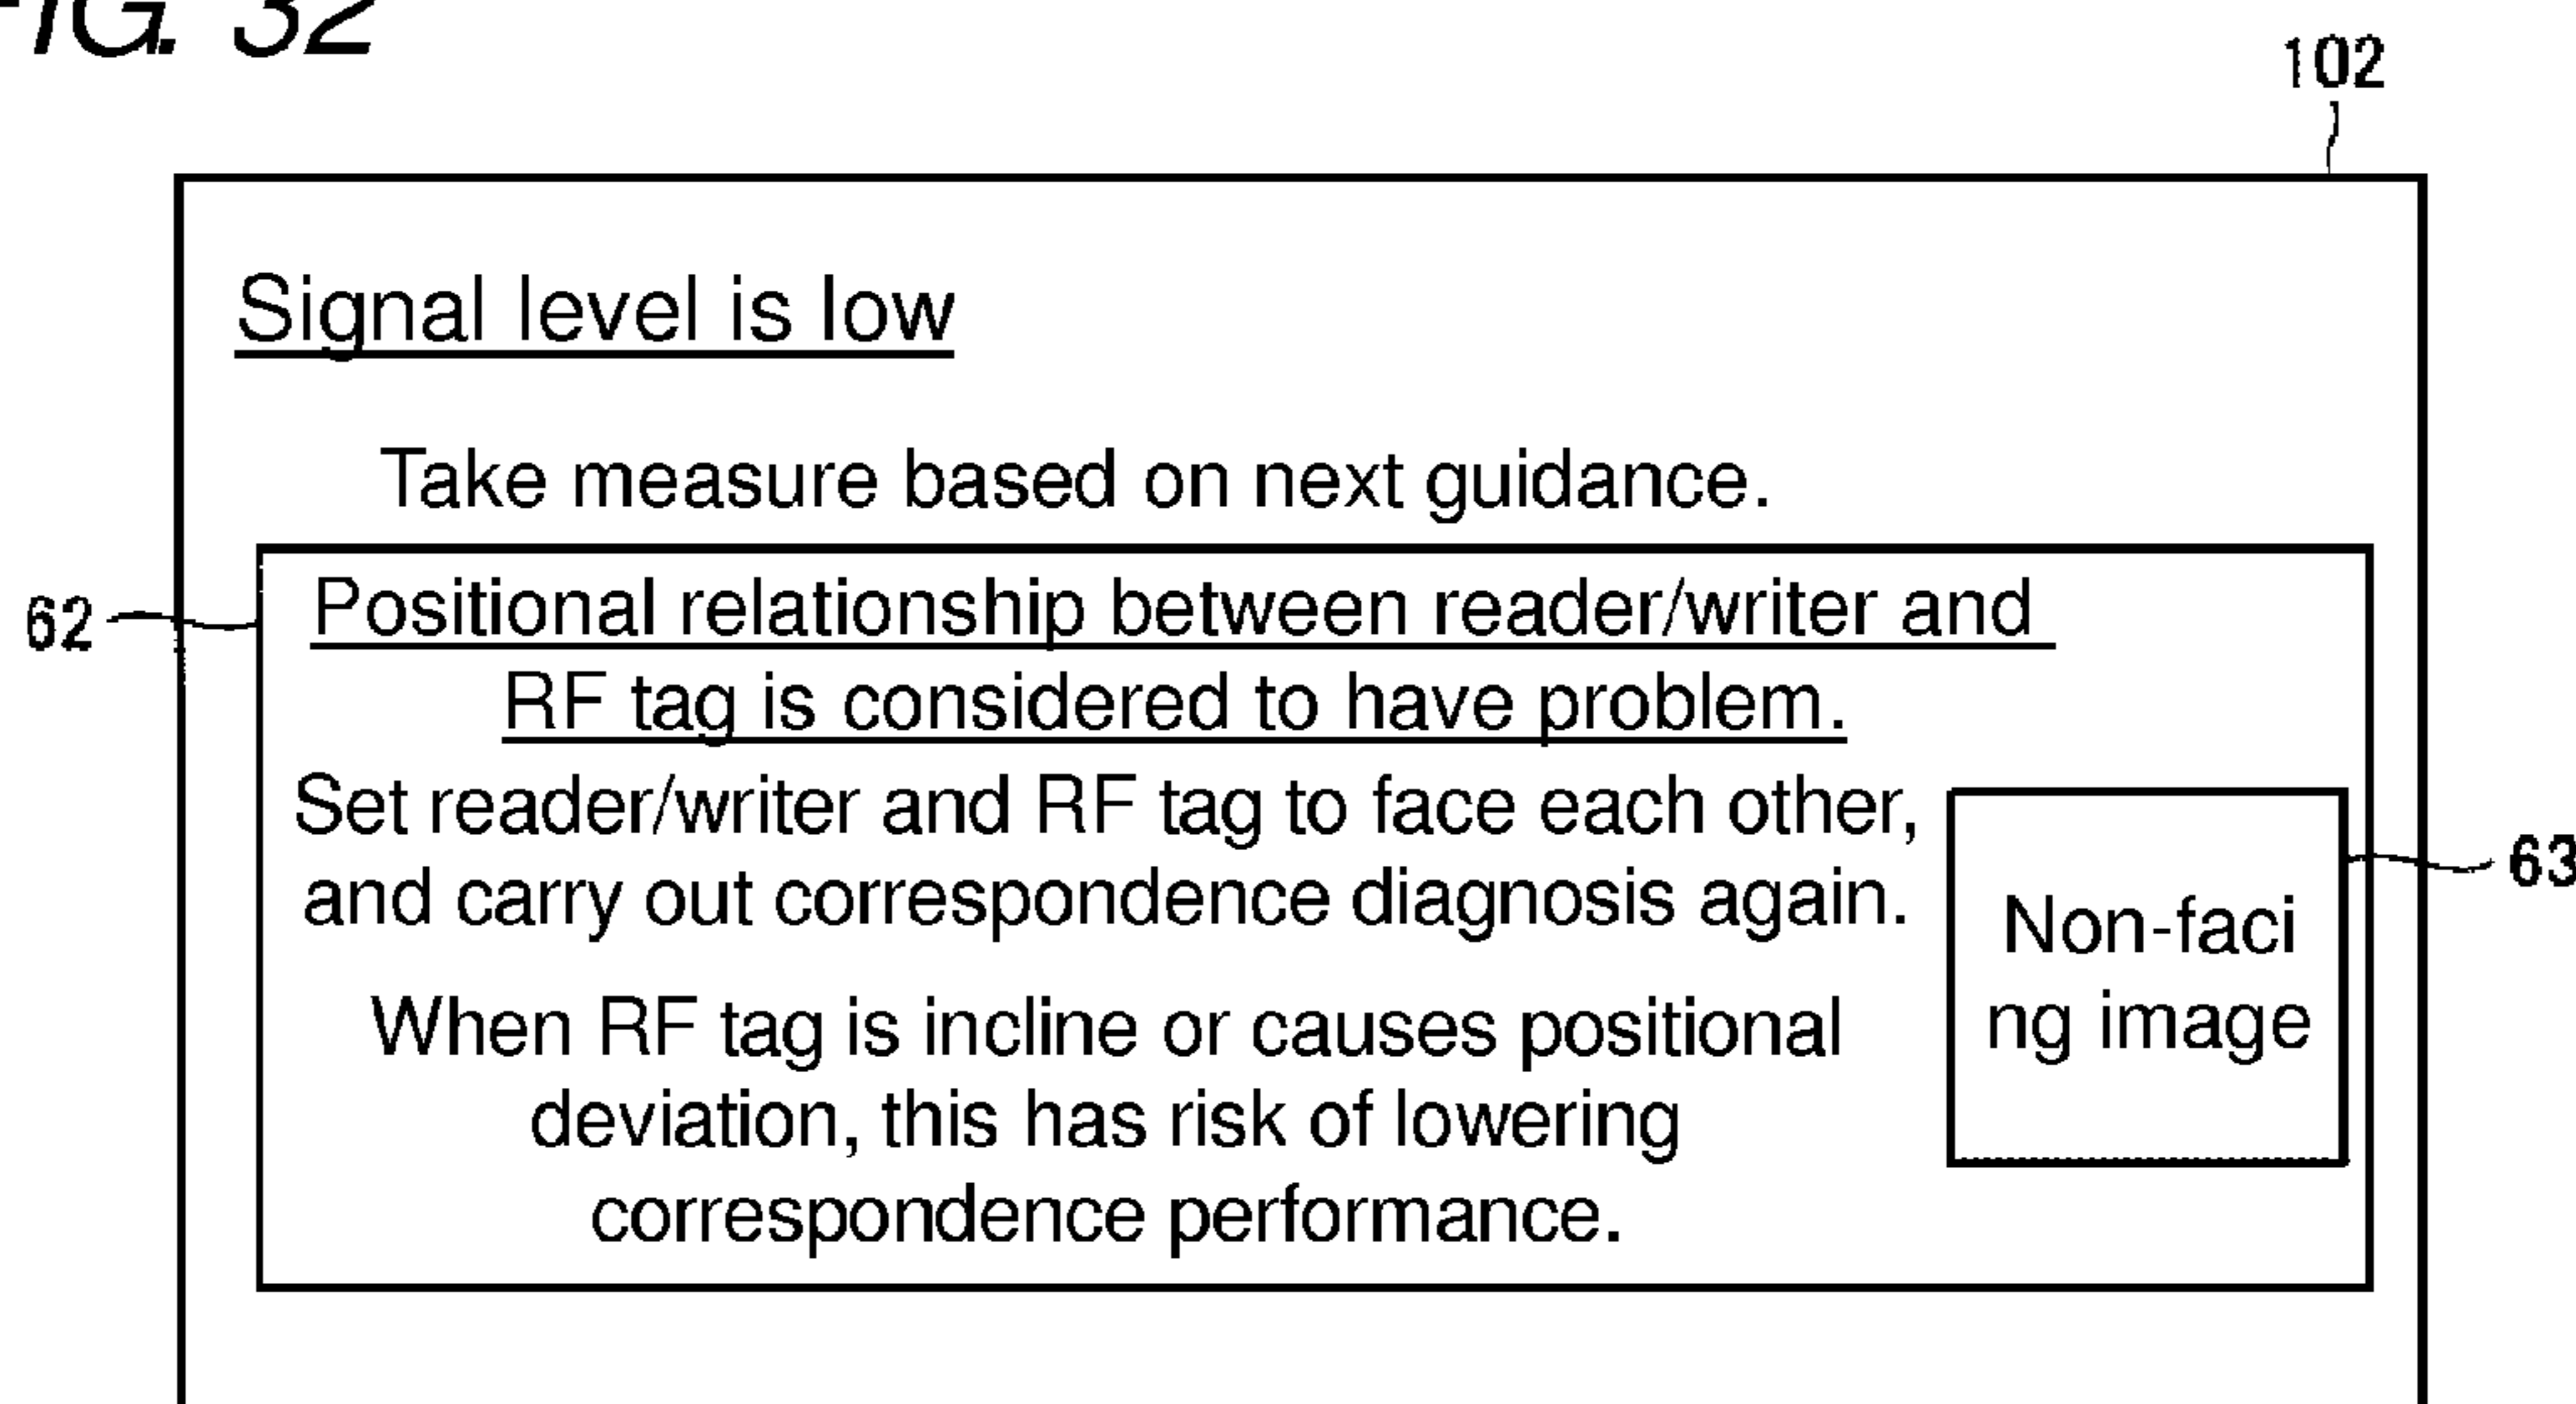 FIG. 32
102
Signal level is low
Take measure based on next guidance.
62
Positional relationship between reader/writer and
RF tag is considered to have problem.
Set reader/writer and RF tag to face each other,
and carry out correspondence diagnosis again.
63
Non-faci
ng image
When RF tag is incline or causes positional
deviation, this has risk of lowering
correspondence performance.